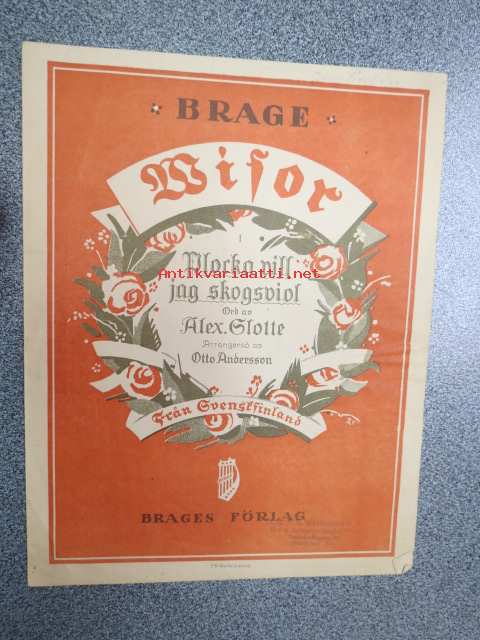 BRAGE
Wisor
I
Plocka vill
Antikvariaatti.net
jag skogsviol
Ord av
Alex. Slotte
Arrangerad av
Otto Andersson
Från Svenskfinland
BRAGES FÖRLAG